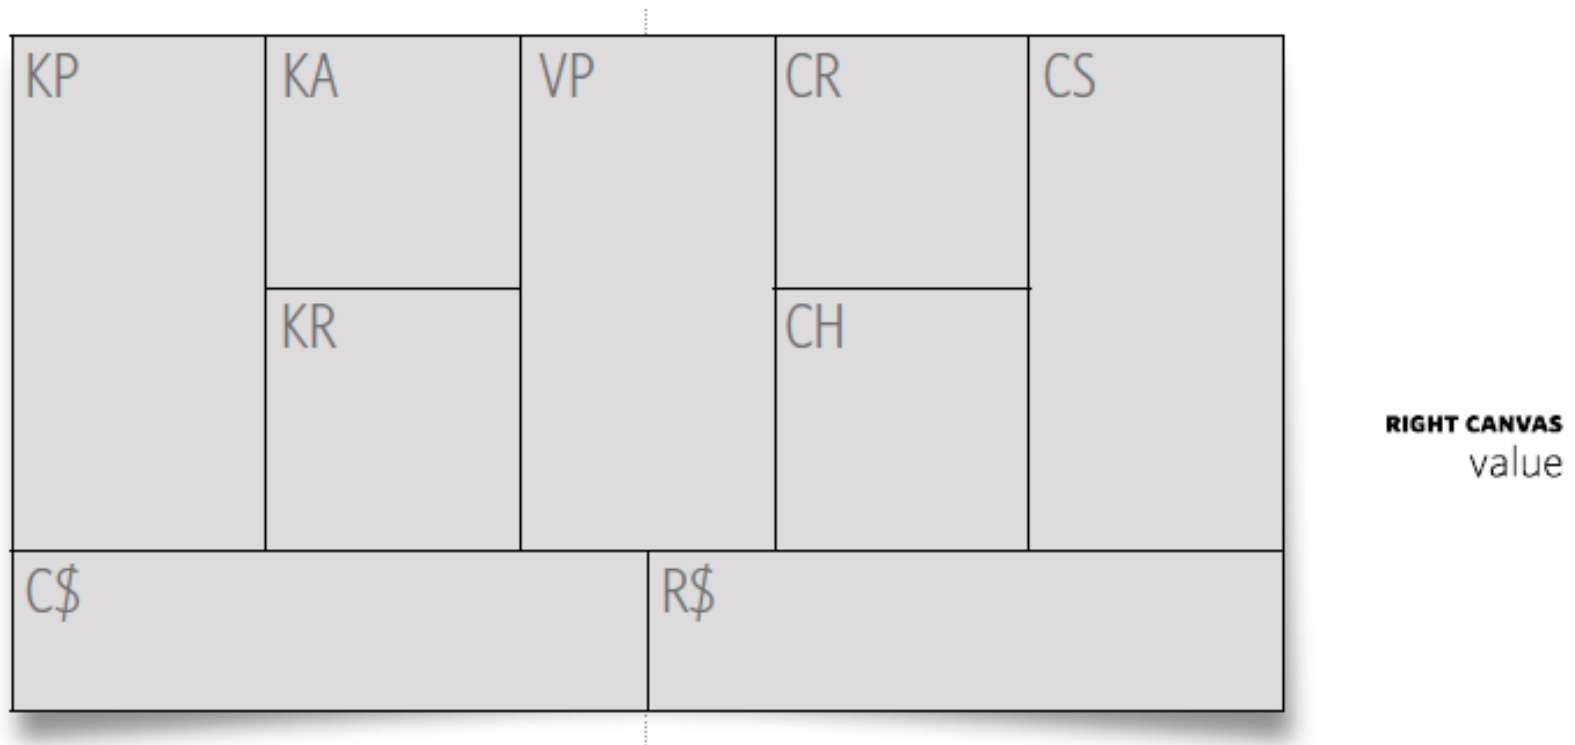 KP
KA
VP
CR
CS
KR
CH
RIGHT CANVAS
value
C$
R$